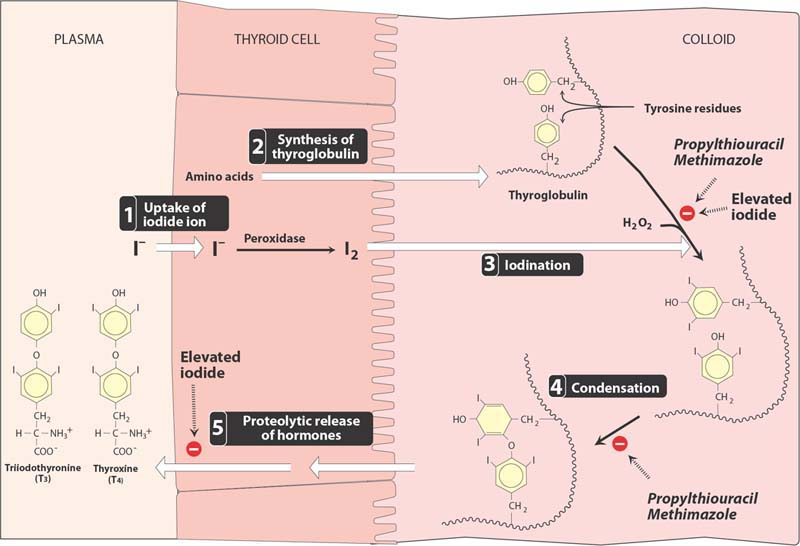 PLASMA
THYROID CELL
COLLOID
OH
CH2
OH
CH2
Tyrosine residues
Thyroglobulin
2 Synthesis of
thyroglobulin
Amino acids
Propylthiouracil
Methimazole
Elevated
iodide
H2O2
1 Uptake of
iodide ion
I−
I−
Peroxidase
I2
3 Iodination
I
HO
CH2
I
OH
I
I
CH2
OH
I
O
I
I
CH2
H
C
NH3+
COO−
Triiodothyronine
(T3)
OH
I
I
O
I
I
CH2
H
C
NH3+
COO−
Thyroxine
(T4)
Elevated
iodide
5 Proteolytic release
of hormones
4 Condensation
I
HO
CH2
I
O
I
I
CH2
Propylthiouracil
Methimazole